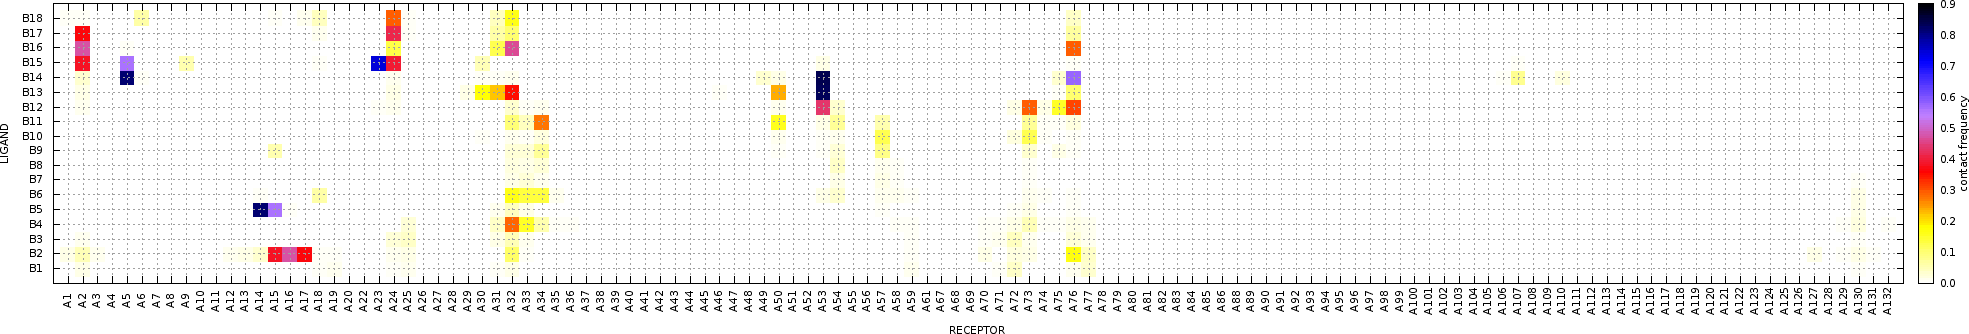 B18
B17
B16
B15
B14
B13
B12
B11
B10
B9
B8
B7
B6
B5
B4
B3
B2
B1
LIGAND
A1 A2 A3 A4 A5 A6 A7 A8 A9 A10 A11 A12 A13 A14 A15 A16 A17 A18 A19 A20 A22 A23 A24 A25 A26 A27 A28 A29 A30 A31 A32 A33 A34 A35 A36 A37 A38 A39 A40 A41 A42 A43 A44 A45 A46 A47 A48 A49 A50 A51 A52 A53 A54 A55 A56 A57 A58 A59 A61 A67 A68 A69 A70 A71 A72 A73 A74 A75 A76 A77 A78 A79 A80 A82 A83 A84 A85 A86 A87 A88 A89 A90 A91 A92 A93 A94 A95 A96 A97 A98 A99 A100 A101 A102 A103 A104 A105 A106 A107 A108 A109 A110 A111 A112 A113 A114 A115 A116 A117 A118 A119 A120 A121 A122 A123 A124 A125 A126 A127 A128 A129 A130 A131 A132
RECEPTOR
0.9
0.8
0.7
0.6
0.5
0.4
0.3
0.2
0.1
0.0
contact frequency